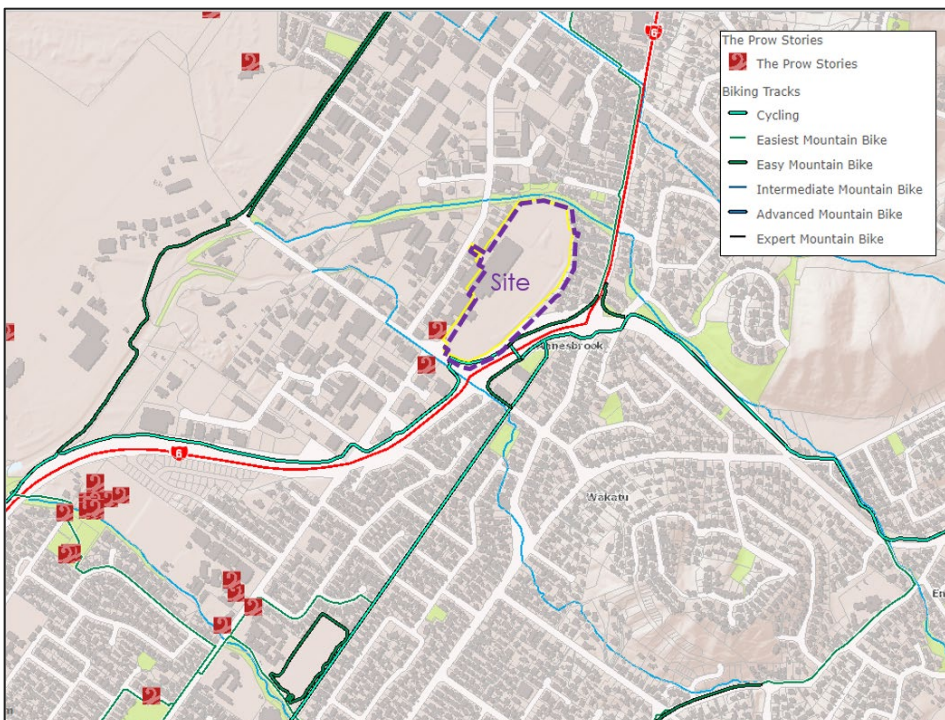 6
The Prow Stories
The Prow Stories
Biking Tracks
Cycling
Easiest Mountain Bike
Easy Mountain Bike
Intermediate Mountain Bike
Advanced Mountain Bike
Expert Mountain Bike
Site
6
Wakatu